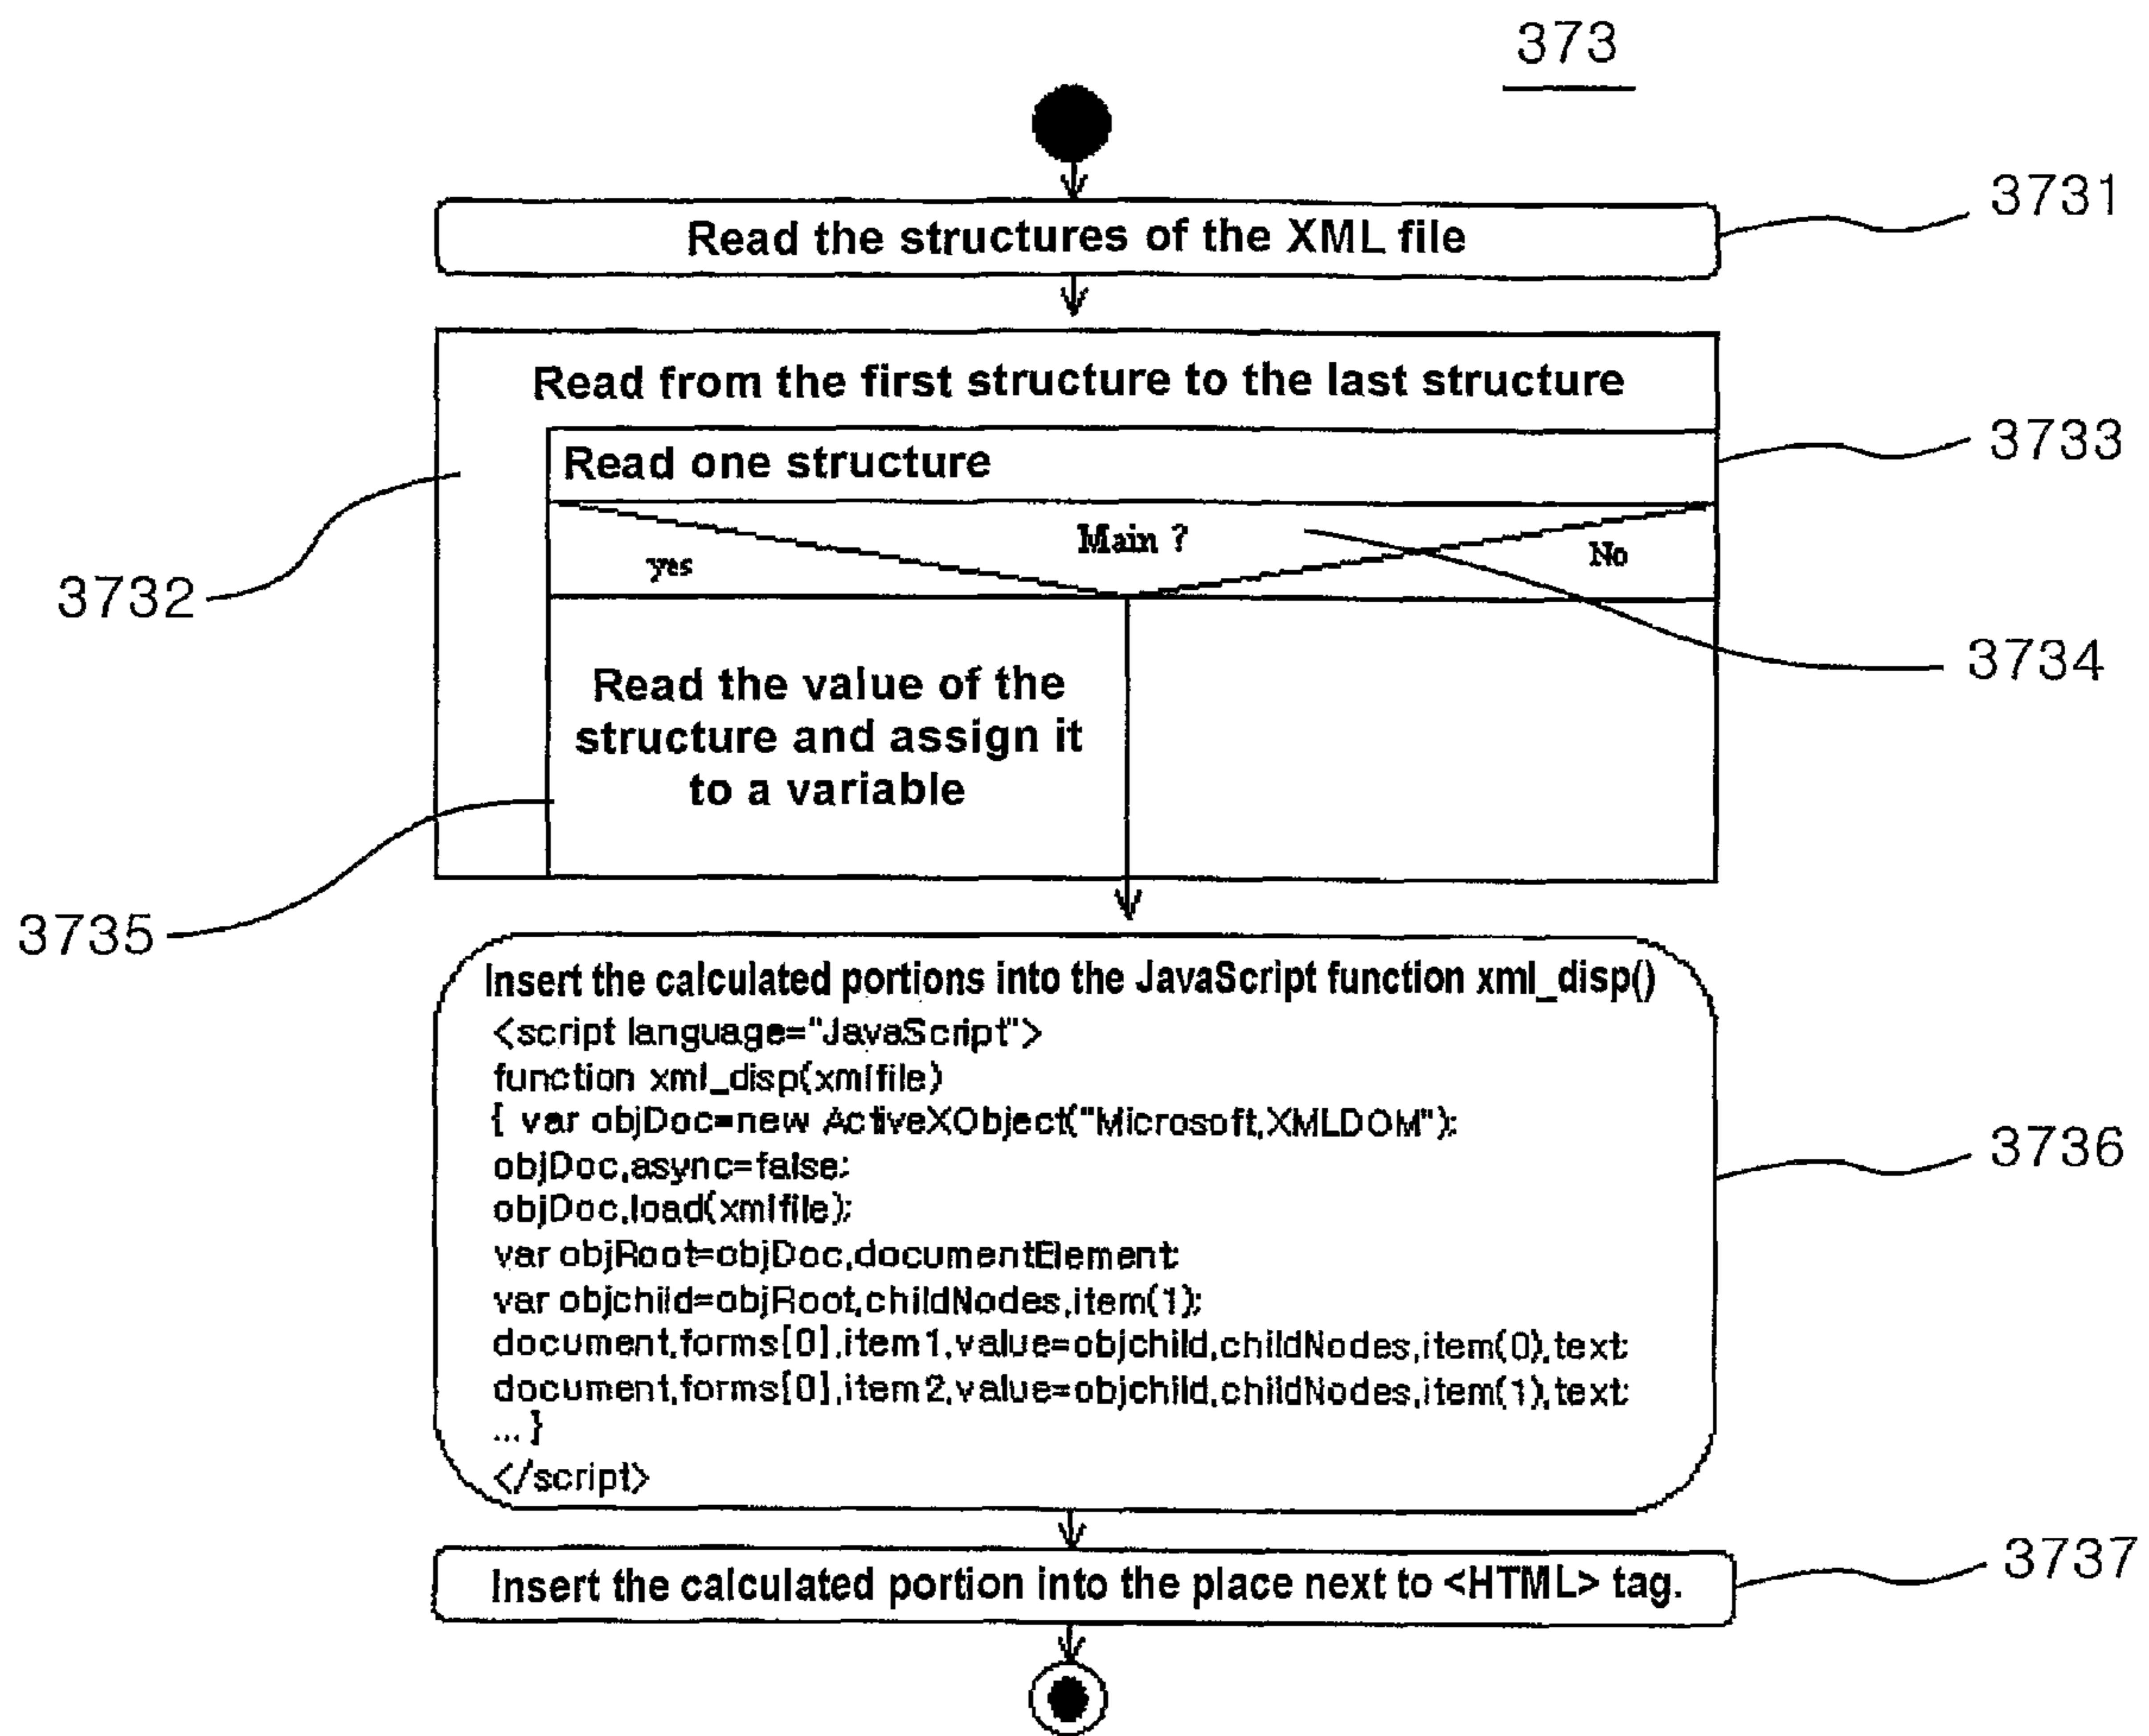 373
3731
Read the structures of the XML file
Read from the first structure to the last structure
3733
Read one structure
Main ?
yes
No
3732
3734
Read the value of the
structure and assign it
to a variable
3735
Insert the calculated portions into the JavaScript function xml_disp()
<script language="JavaScript">
function xml_disp(xmlfile)
{ var objDoc=new ActiveXObject("Microsoft.XMLDOM");
objDoc.async=false;
objDoc.load(xmlfile);
var objRoot=objDoc.documentElement;
var objchild=objRoot.childNodes.item(1);
document.forms[0].item1.value=objchild.childNodes.item(0).text;
document.forms[0].item2.value=objchild.childNodes.item(1).text;
... }
</script>
3736
3737
Insert the calculated portion into the place next to <HTML> tag.